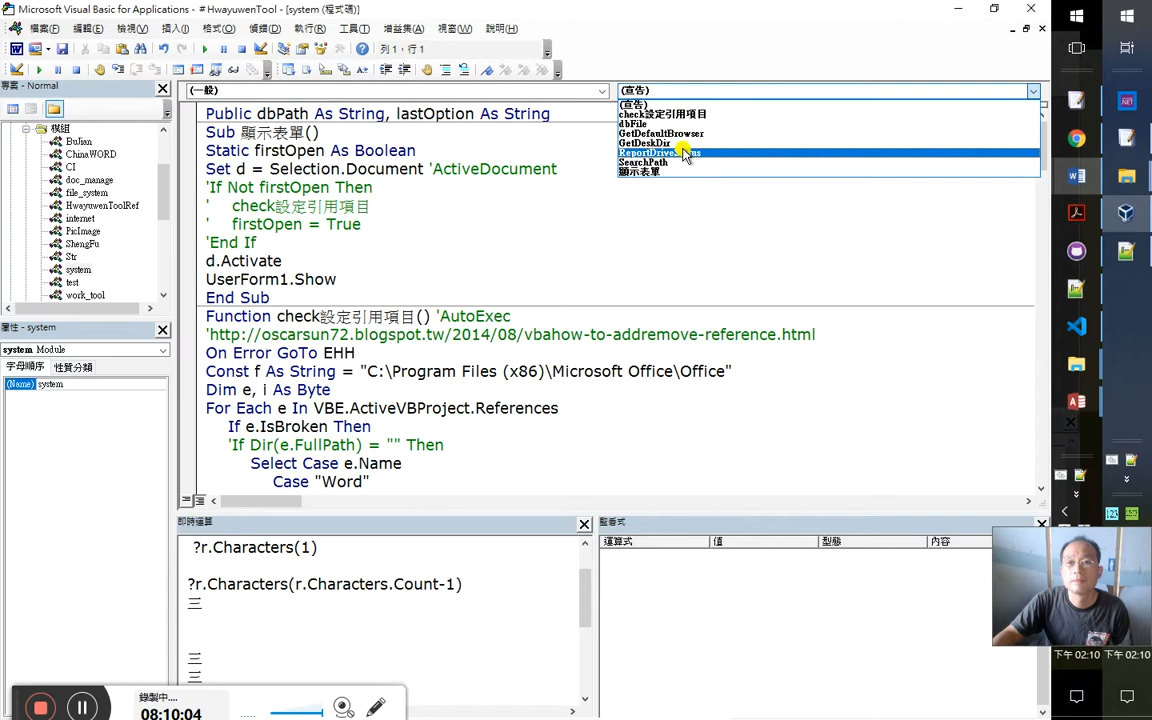 Microsoft Visual Basic for Applications - #HwayuwenTool - [system (程式碼)]
檔案(F) 編輯(E) 檢視(V) 插入(I) 格式(O) 偵錯(D) 執行(R) 工具(T) 增益集(A) 視窗(W) 說明(H)
列 1，行 1
專案 - Normal
模組
BuJian
ChinaWORD
CI
doc_manage
file_system
HwayuwenToolRef
internet
PicImage
ShengFu
Str
system
test
work_tool
屬性 - system
system Module
字母順序 性質分類
(Name) system
(一般)
(宣告)
(宣告)
check設定引用項目
dbFile
GetDefaultBrowser
GetDeskDir
SearchPath
顯示表單
Public dbPath As String, lastOption As String
Sub 顯示表單()
Static firstOpen As Boolean
Set d = Selection.Document 'ActiveDocument
'If Not firstOpen Then
' check設定引用項目
' firstOpen = True
'End If
d.Activate
UserForm1.Show
End Sub
Function check設定引用項目() 'AutoExec
'http://oscarsun72.blogspot.tw/2014/08/vbahow-to-addremove-reference.html
On Error GoTo EHH
Const f As String = "C:\Program Files (x86)\Microsoft Office\Office"
Dim e, i As Byte
For Each e In VBE.ActiveVBProject.References
If e.IsBroken Then
'If Dir(e.FullPath) = "" Then
Select Case e.Name
Case "Word"
即時運算
?r.Characters(1)
?r.Characters(r.Characters.Count-1)
三
三
三
監看式
運算式 值 型態 內容
錄製中....
08:10:04
下午 02:10 下午 02:10